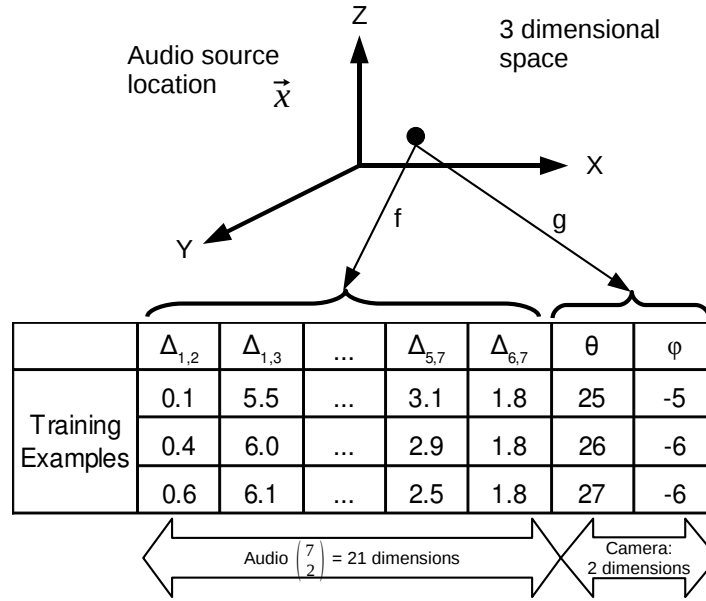 Z
Audio source
location
x⃗
3 dimensional
space
X
Y
f
g
Δ1,2 Δ1,3 ... Δ5,7 Δ6,7 θ φ
Training
Examples
0.1 5.5 ... 3.1 1.8 25 -5
0.4 6.0 ... 2.9 1.8 26 -6
0.6 6.1 ... 2.5 1.8 27 -6
Audio (7 2) = 21 dimensions
Camera:
2 dimensions